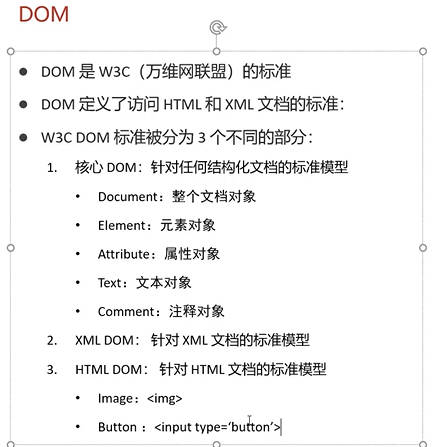 DOM
● DOM 是 W3C（万维网联盟）的标准
● DOM 定义了访问 HTML 和 XML 文档的标准：
● W3C DOM 标准被分为 3 个不同的部分：
1. 核心 DOM：针对任何结构化文档的标准模型
• Document：整个文档对象
• Element：元素对象
• Attribute：属性对象
• Text：文本对象
• Comment：注释对象
2. XML DOM： 针对 XML 文档的标准模型
3. HTML DOM： 针对 HTML 文档的标准模型
• Image：<img>
• Button ：<input type=‘button’>